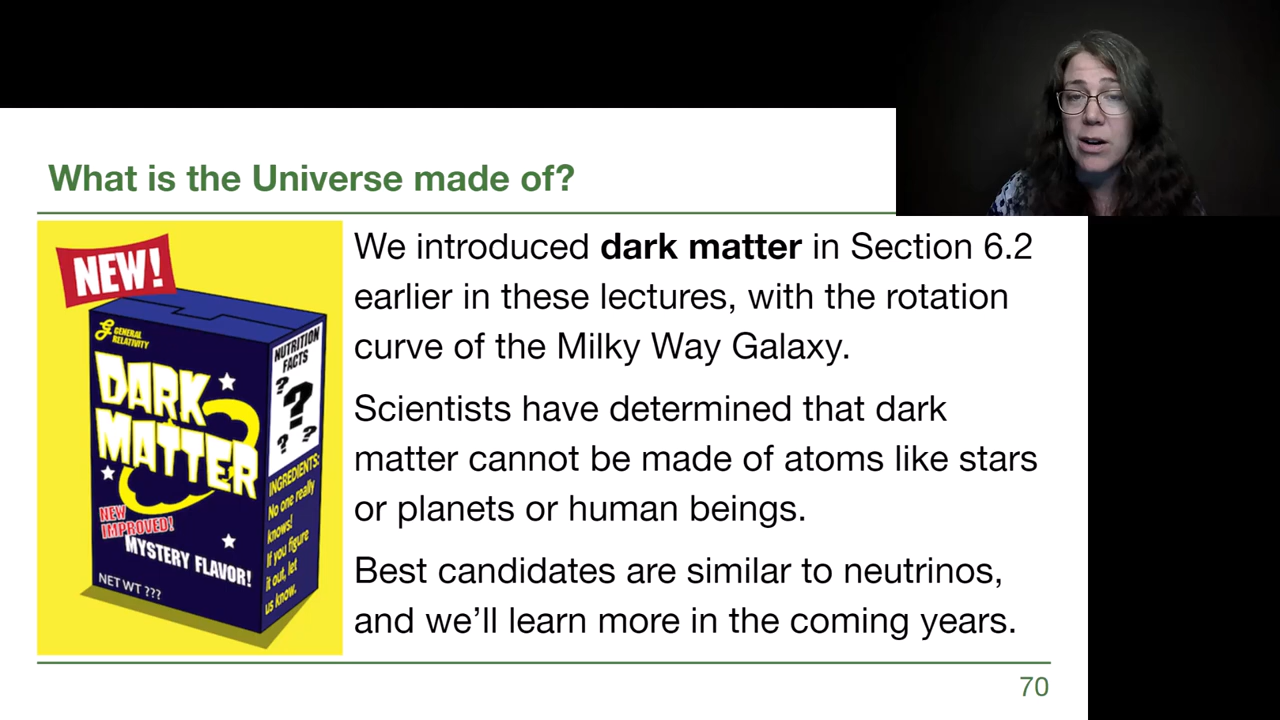 What is the Universe made of?
NEW!
GENERAL
RELATIVITY
DARK
MATTER
NEW
IMPROVED!
MYSTERY FLAVOR!
NET WT ???
NUTRITION
FACTS
?
?
? ?
INGREDIENTS:
No one really
knows!
If you figure
it out, let
us know.
We introduced dark matter in Section 6.2
earlier in these lectures, with the rotation
curve of the Milky Way Galaxy.
Scientists have determined that dark
matter cannot be made of atoms like stars
or planets or human beings.
Best candidates are similar to neutrinos,
and we’ll learn more in the coming years.
70